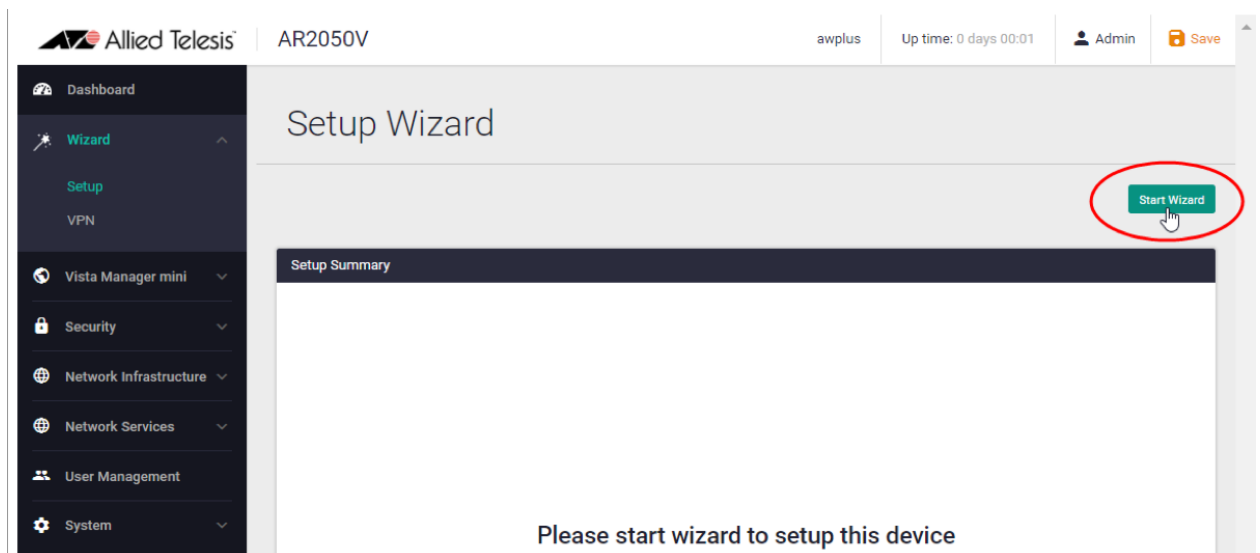 Allied Telesis AR2050V awplus Up time: 0 days 00:01 Admin Save
Dashboard
Setup Wizard
Wizard
Setup
Start Wizard
VPN
Setup Summary
Vista Manager mini
Security
Network Infrastructure
Network Services
User Management
System
Please start wizard to setup this device